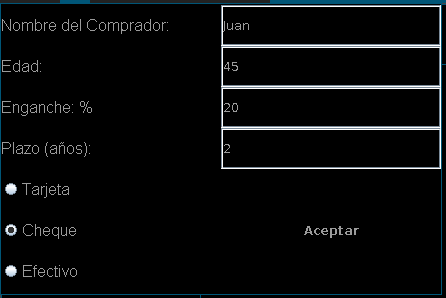 Nombre del Comprador: Juan
Edad: 45
Enganche: % 20
Plazo (años): 2
Tarjeta
Cheque Aceptar
Efectivo